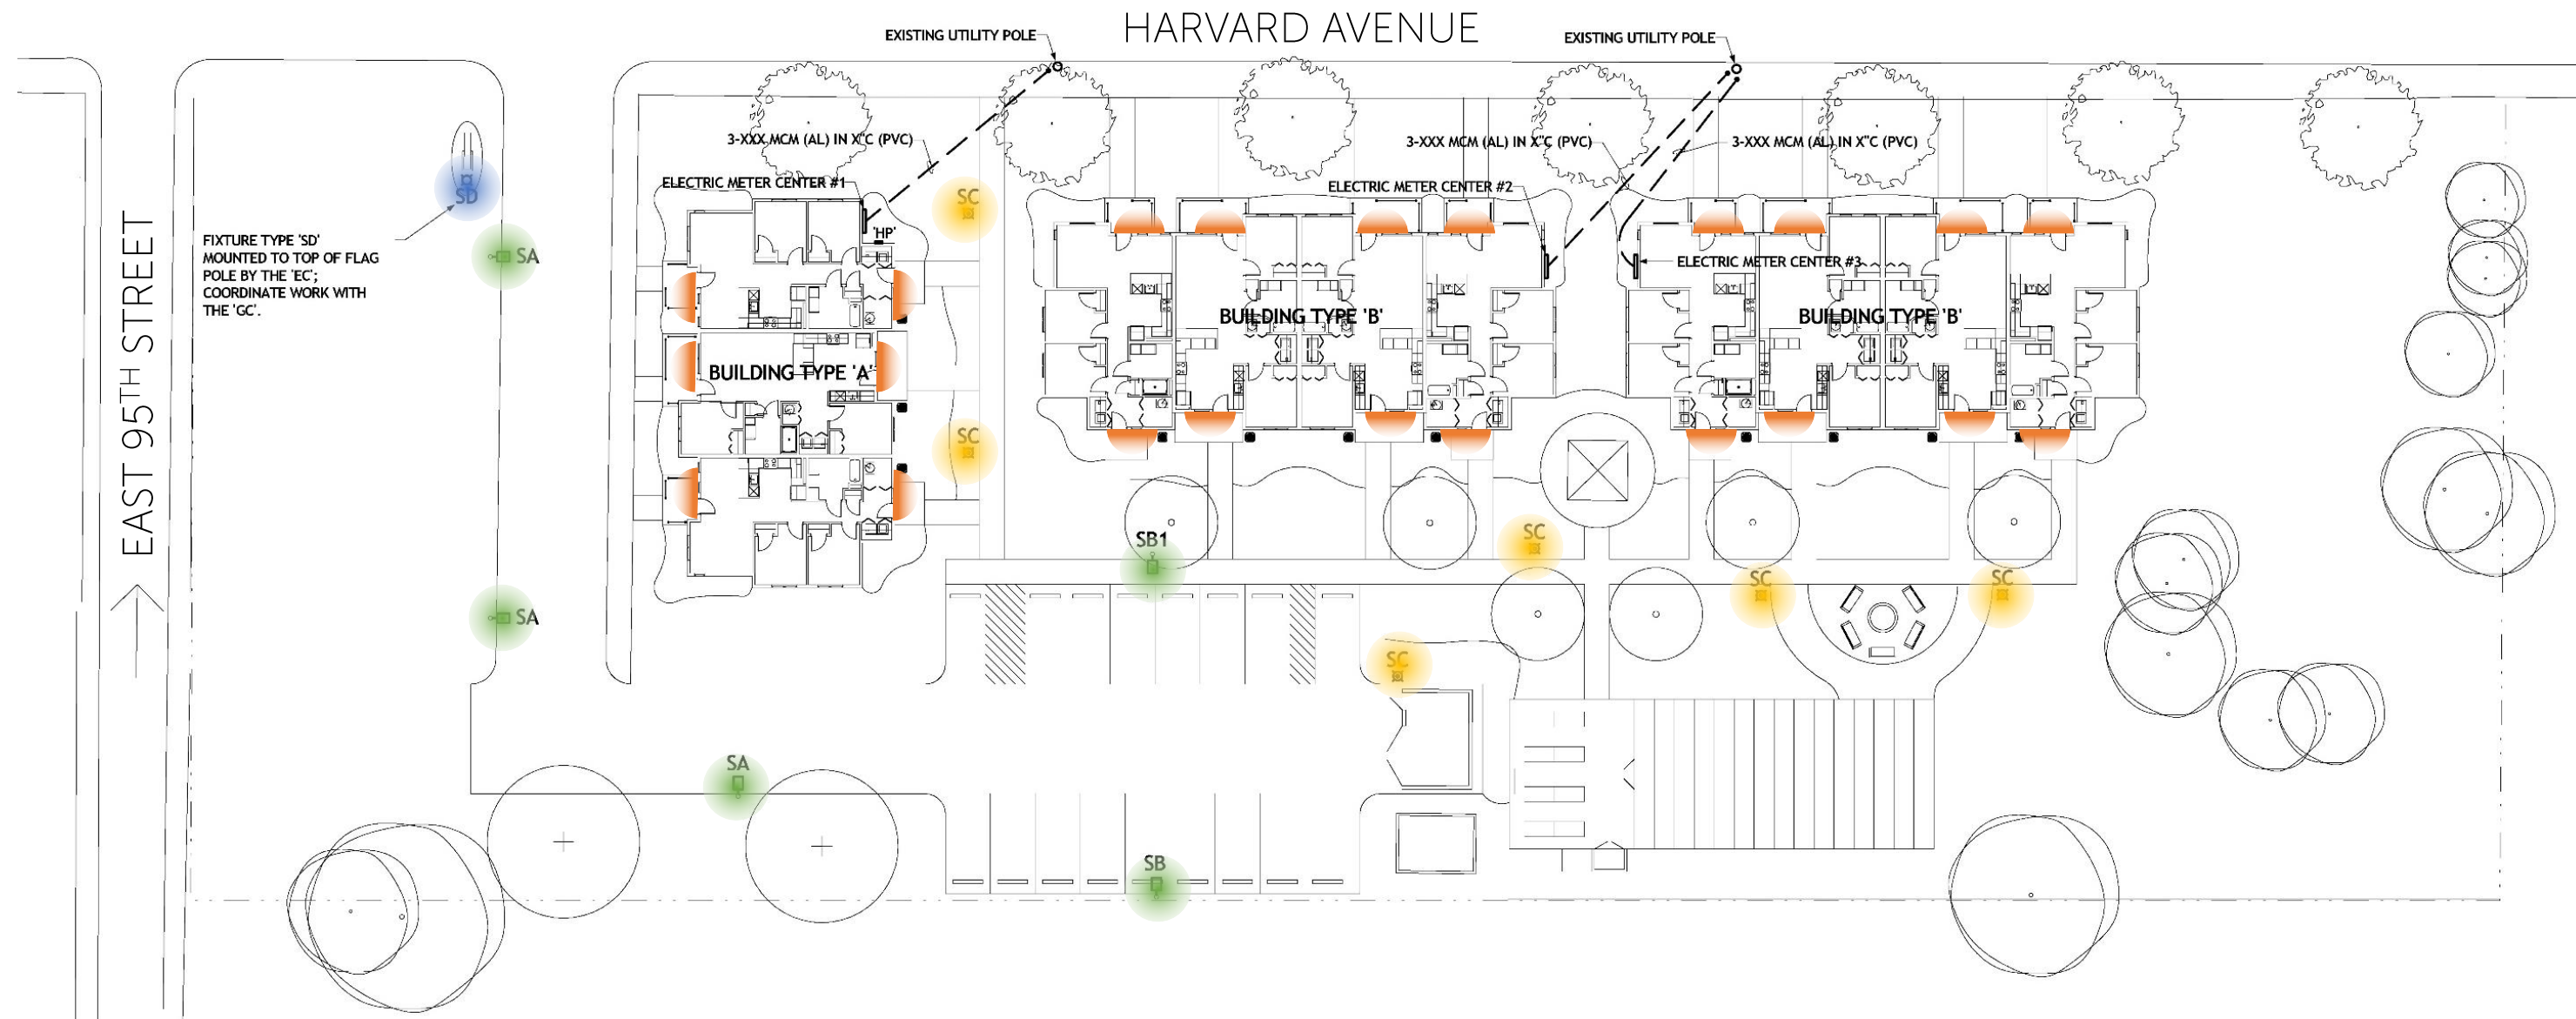 HARVARD AVENUE
EXISTING UTILITY POLE
EXISTING UTILITY POLE
3-XXX MCM (AL) IN X"C (PVC)
3-XXX MCM (AL) IN X"C (PVC)
3-XXX MCM (AL) IN X"C (PVC)
ELECTRIC METER CENTER #1
ELECTRIC METER CENTER #2
SD
SC
'HP'
EAST 95TH STREET
FIXTURE TYPE 'SD'
MOUNTED TO TOP OF FLAG
POLE BY THE 'EC';
COORDINATE WORK WITH
THE 'GC'.
SA
ELECTRIC METER CENTER #3
BUILDING TYPE 'B'
BUILDING TYPE 'B'
BUILDING TYPE 'A'
SC
SB1
SC
SC
SC
SA
SC
SA
SB